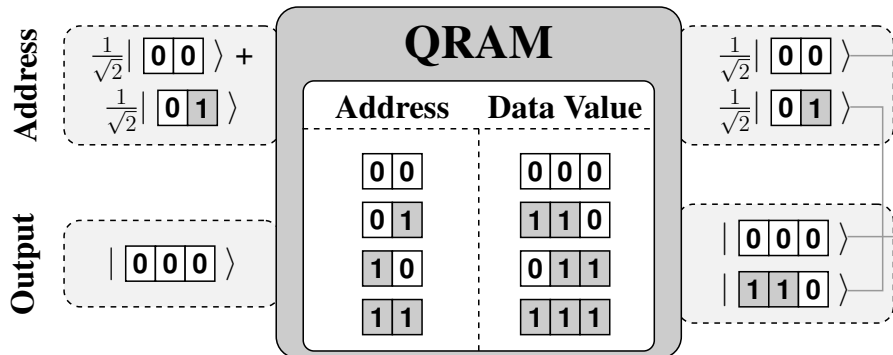 QRAM
Address
1/√2| 0 0 ⟩ +
1/√2| 0 1 ⟩
Output
| 0 0 0 ⟩
Address Data Value
0 0 0 0 0
0 1 1 1 0
1 0 0 1 1
1 1 1 1 1
1/√2| 0 0 ⟩
1/√2| 0 1 ⟩
| 0 0 0 ⟩
| 1 1 0 ⟩